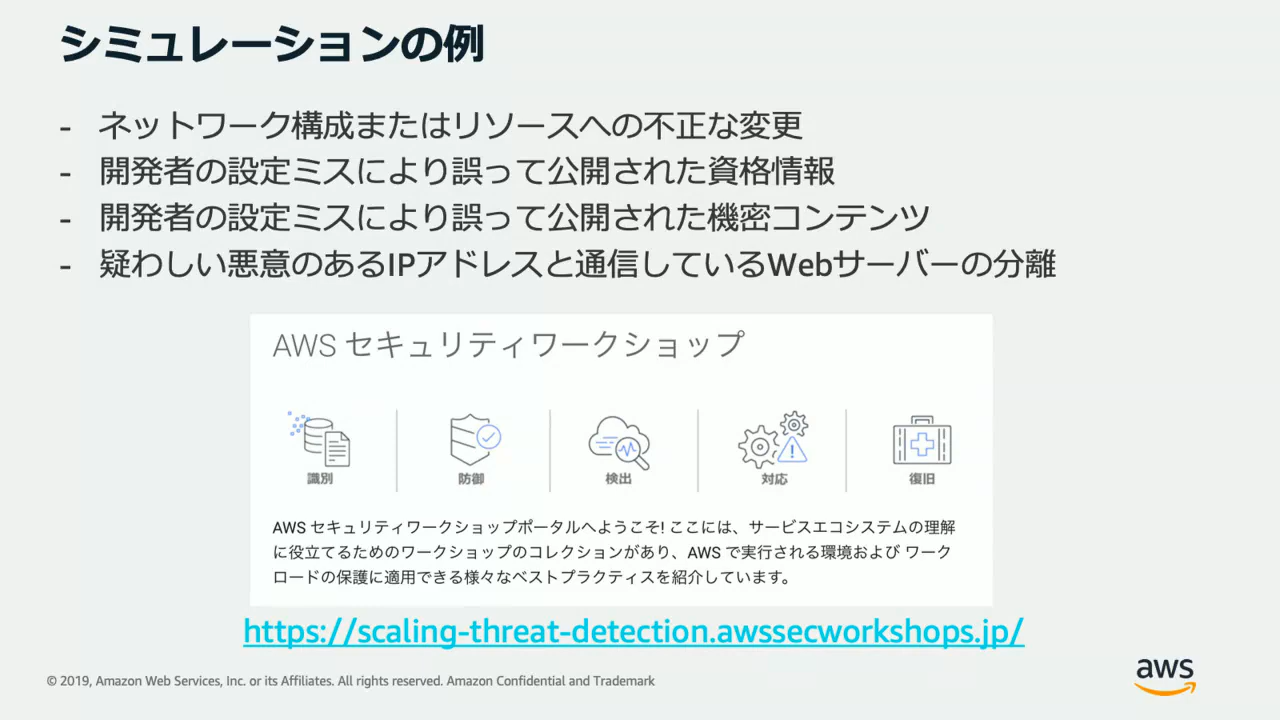 シミュレーションの例
- ネットワーク構成またはリソースへの不正な変更
- 開発者の設定ミスにより誤って公開された資格情報
- 開発者の設定ミスにより誤って公開された機密コンテンツ
- 疑わしい悪意のあるIPアドレスと通信しているWebサーバーの分離
AWS セキュリティワークショップ
識別
防御
検出
対応
復旧
AWS セキュリティワークショップポータルへようこそ! ここには、サービスエコシステムの理解
に役立てるためのワークショップのコレクションがあり、AWS で実行される環境および ワーク
ロードの保護に適用できる様々なベストプラクティスを紹介しています。
https://scaling-threat-detection.awssecworkshops.jp/
© 2019, Amazon Web Services, Inc. or its Affiliates. All rights reserved. Amazon Confidential and Trademark
aws